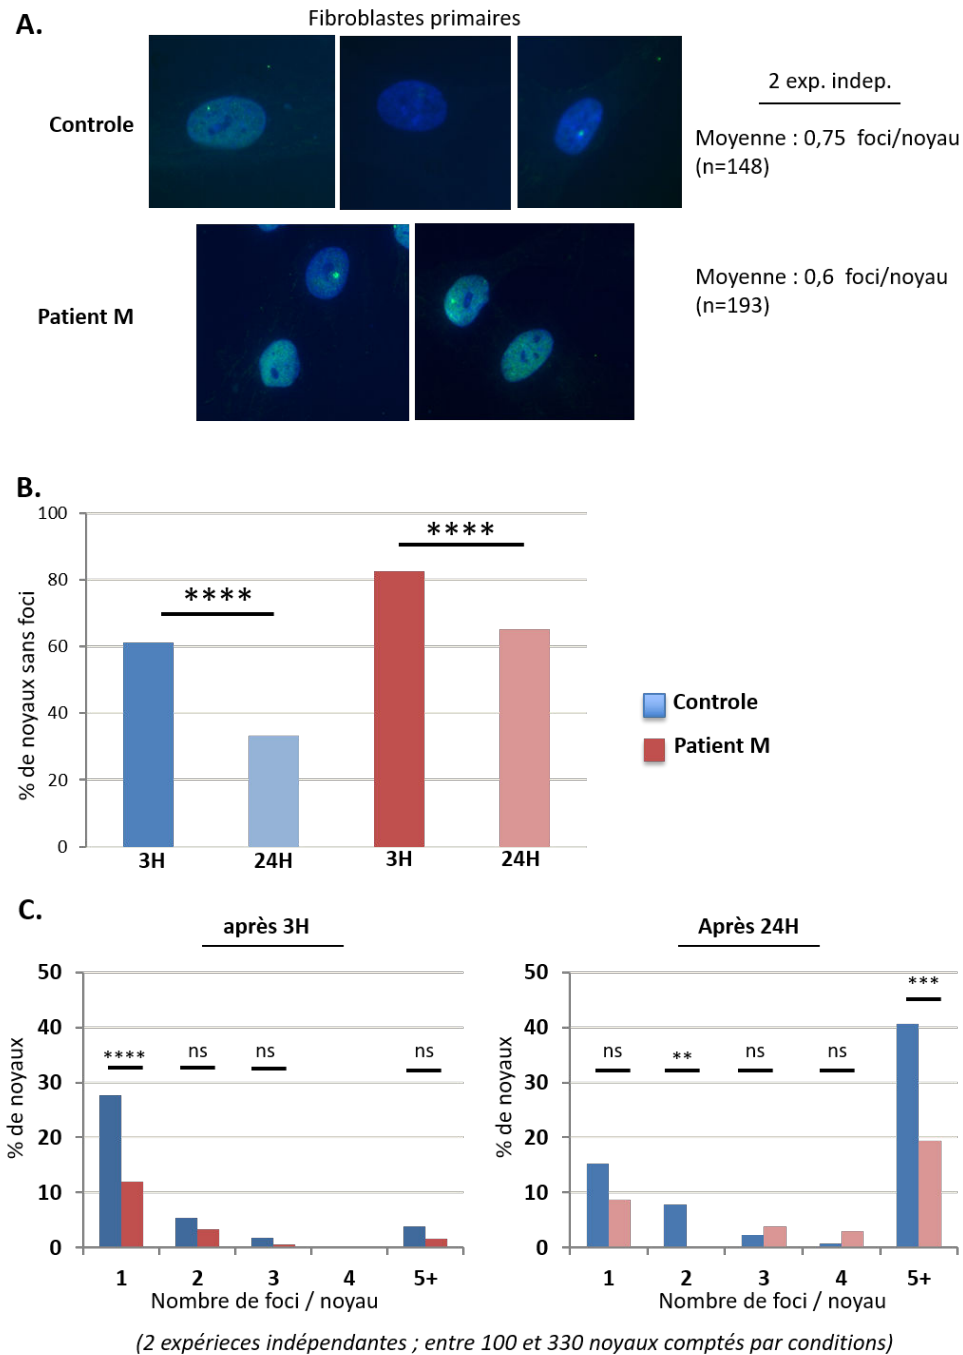 A.
Fibroblastes primaires
2 exp. indep.
Controle
Moyenne : 0,75 foci/noyau
(n=148)
Patient M
Moyenne : 0,6 foci/noyau
(n=193)
B.
% de noyaux sans foci
100
80
60
40
20
0
****
****
3H
24H
3H
24H
Controle
Patient M
C.
après 3H
% de noyaux
50
40
30
20
10
0
****
ns
ns
ns
1
2
3
4
5+
Nombre de foci / noyau
Après 24H
% de noyaux
50
40
30
20
10
0
ns
**
ns
ns
***
1
2
3
4
5+
Nombre de foci / noyau
(2 expérieces indépendantes ; entre 100 et 330 noyaux comptés par conditions)